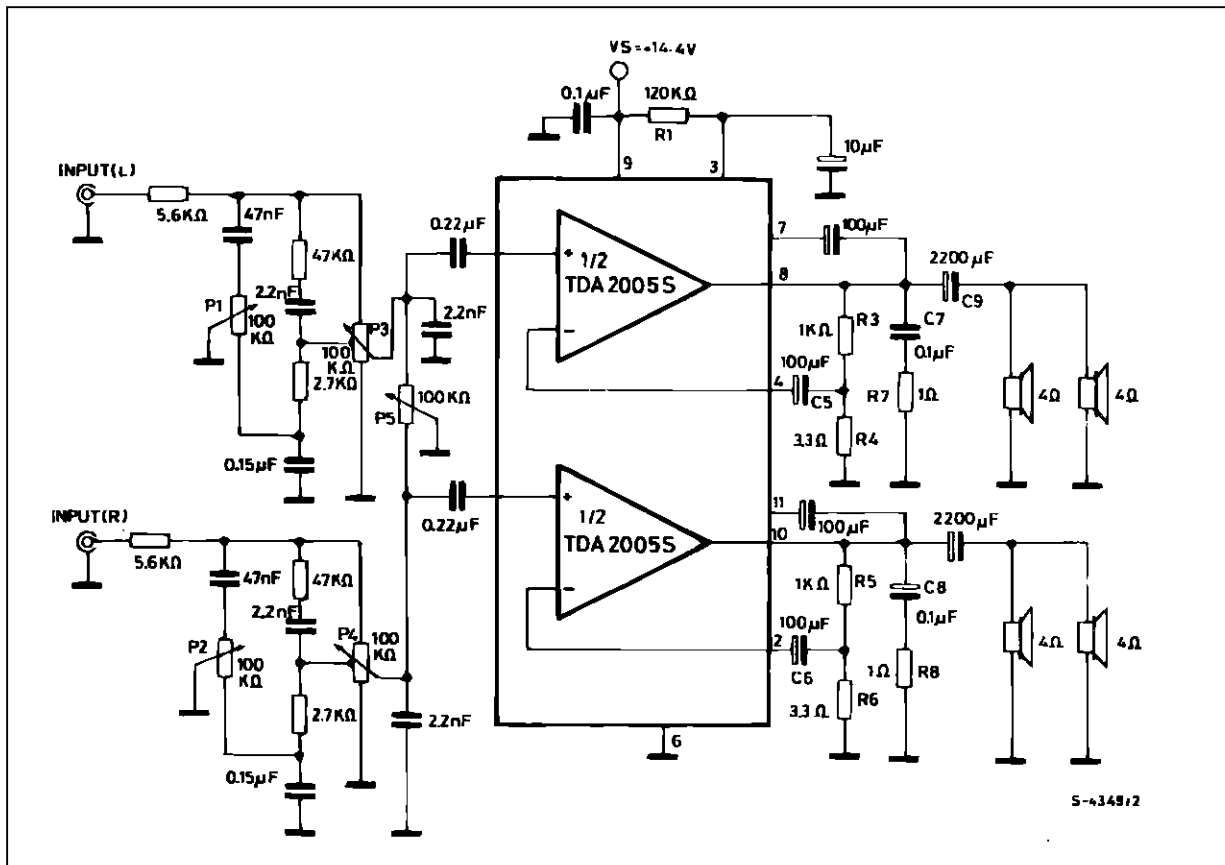 VS=+14.4V
0.1µF
120KΩ
R1
10µF
9
3
INPUT(L)
5.6KΩ
47nF
47KΩ
2.2nF
P1
100
KΩ
P3
100
KΩ
2.7KΩ
0.15µF
0.22µF
2.2nF
100KΩ
P5
0.22µF
+
1/2
TDA2005S
−
7
100µF
8
2200µF
C9
R3
1KΩ
C7
0.1µF
100µF
4
C5
R7
1Ω
3.3Ω
R4
4Ω
4Ω
INPUT(R)
5.6KΩ
47nF
47KΩ
2.2nF
P2
100
KΩ
P4
100
KΩ
2.7KΩ
0.15µF
2.2nF
+
1/2
TDA2005S
−
11
100µF
10
2200µF
1KΩ
R5
C8
0.1µF
100µF
2
C6
1Ω
R8
3.3Ω
R6
4Ω
4Ω
6
S-4349/2